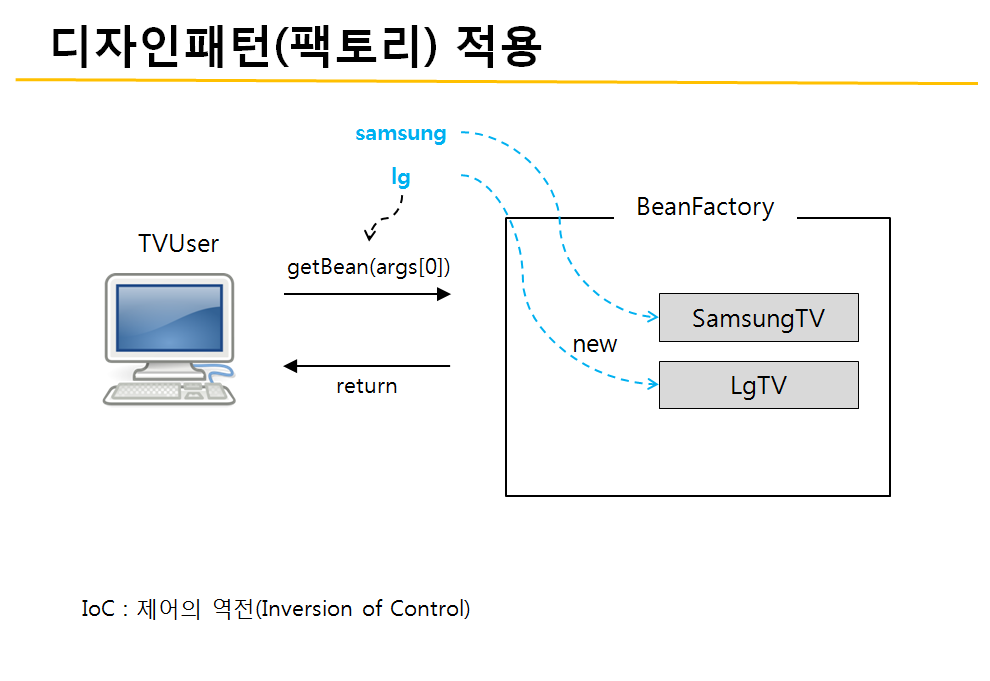 디자인패턴(팩토리) 적용
samsung
lg
BeanFactory
TVUser
getBean(args[0])
SamsungTV
new
return
LgTV
IoC : 제어의 역전(Inversion of Control)